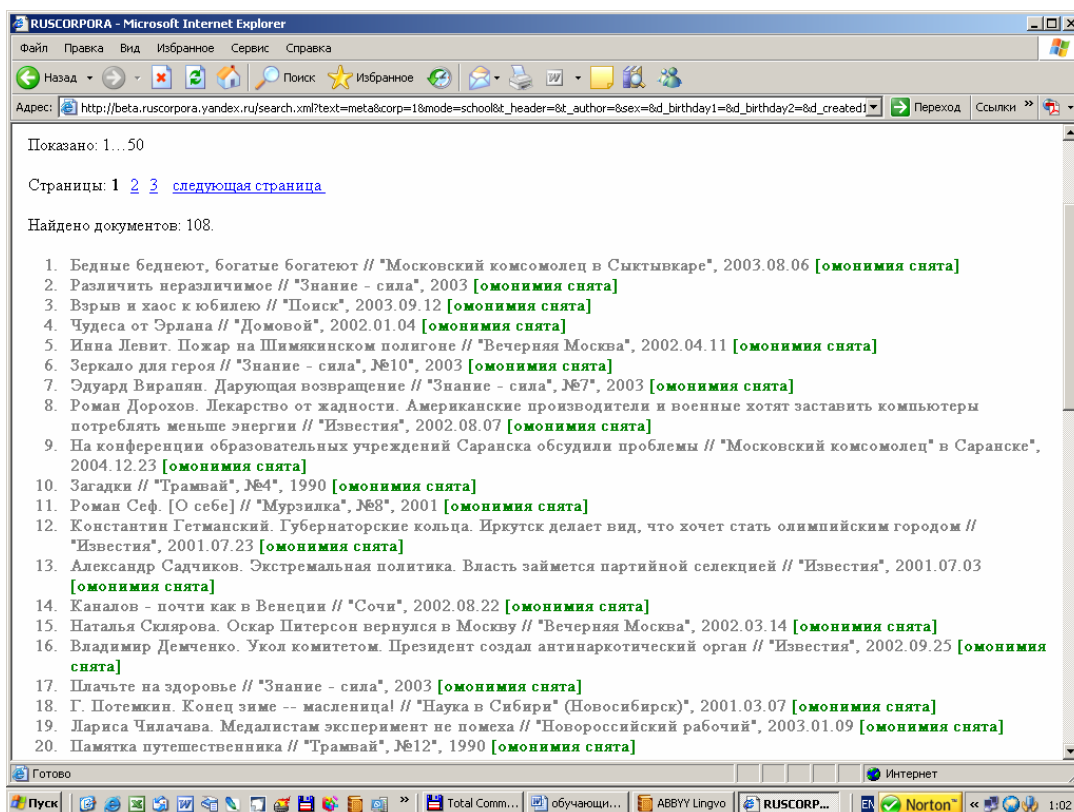 RUSCORPORA - Microsoft Internet Explorer
Файл Правка Вид Избранное Сервис Справка
Назад Поиск Избранное
Адрес: http://beta.ruscorpora.yandex.ru/search.xml?text=meta&corp=1&mode=school&t_header=&t_author=&sex=&d_birthday1=&d_birthday2=&d_created1 Переход Ссылки »
Показано: 1...50
Страницы: 1 2 3 следующая страница
Найдено документов: 108.
1. Бедные беднеют, богатые богатеют // "Московский комсомолец в Сыктывкаре", 2003.08.06 [омонимия снята]
2. Различить неразличимое // "Знание - сила", 2003 [омонимия снята]
3. Взрыв и хаос к юбилею // "Поиск", 2003.09.12 [омонимия снята]
4. Чудеса от Эрлана // "Домовой", 2002.01.04 [омонимия снята]
5. Инна Левит. Пожар на Шимякинском полигоне // "Вечерняя Москва", 2002.04.11 [омонимия снята]
6. Зеркало для героя // "Знание - сила", №10", 2003 [омонимия снята]
7. Эдуард Вирапян. Дарующая возвращение // "Знание - сила", №7", 2003 [омонимия снята]
8. Роман Дорохов. Лекарство от жадности. Американские производители и военные хотят заставить компьютеры
потреблять меньше энергии // "Известия", 2002.08.07 [омонимия снята]
9. На конференции образовательных учреждений Саранска обсудили проблемы // "Московский комсомолец" в Саранске",
2004.12.23 [омонимия снята]
10. Загадки // "Трамвай", №4", 1990 [омонимия снята]
11. Роман Сеф. [О себе] // "Мурзилка", №8", 2001 [омонимия снята]
12. Константин Гетманский. Губернаторские кольца. Иркутск делает вид, что хочет стать олимпийским городом //
"Известия", 2001.07.23 [омонимия снята]
13. Александр Садчиков. Экстремальная политика. Власть займется партийной селекцией // "Известия", 2001.07.03
[омонимия снята]
14. Каналов - почти как в Венеции // "Сочи", 2002.08.22 [омонимия снята]
15. Наталья Склярова. Оскар Питерсон вернулся в Москву // "Вечерняя Москва", 2002.03.14 [омонимия снята]
16. Владимир Демченко. Укол комитетом. Президент создал антинаркотический орган // "Известия", 2002.09.25 [омонимия
снята]
17. Плачьте на здоровье // "Знание - сила", 2003 [омонимия снята]
18. Г. Потемкин. Конец зиме -- масленица! // "Наука в Сибири" (Новосибирск)", 2001.03.07 [омонимия снята]
19. Лариса Чилачава. Медалистам эксперимент не помеха // "Новороссийский рабочий", 2003.01.09 [омонимия снята]
20. Памятка путешественника // "Трамвай", №12", 1990 [омонимия снята]
Готово Интернет
Пуск » Total Comm... обучающи... ABBYY Lingvo RUSCORP... EN Norton « 1:02